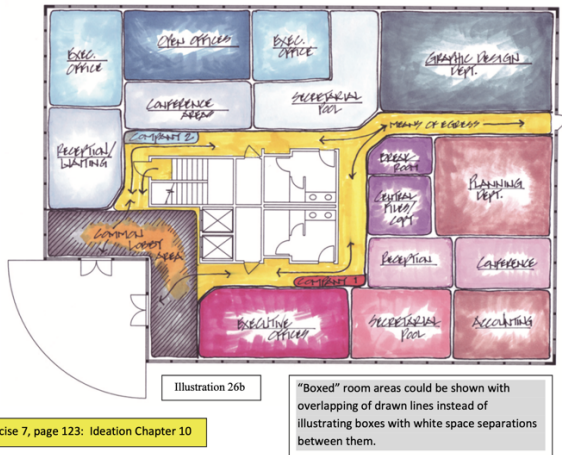 EXEC.
OFFICE
OPEN OFFICES
EXEC.
OFFICE
GRAPHIC DESIGN
DEPT.
CONFERENCE
AREAS
SECRETARIAL
POOL
RECEPTION/
WAITING
COMPANY 2
MEANS OF EGRESS
BREAK
ROOM
CENTRAL
FILES/
COPY
PLANNING
DEPT.
COMMON
LOBBY
AREA
RECEPTION
CONFERENCE
COMPANY 1
EXECUTIVE
OFFICES
SECRETARIAL
POOL
ACCOUNTING
Illustration 26b
"Boxed" room areas could be shown with
overlapping of drawn lines instead of
illustrating boxes with white space separations
between them.
cise 7, page 123: Ideation Chapter 10